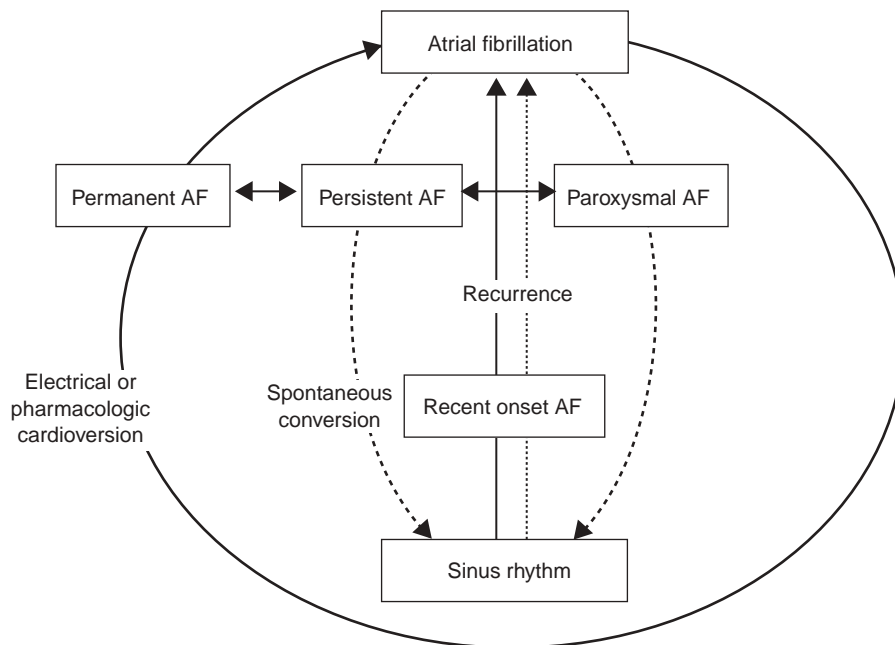 Atrial fibrillation
Permanent AF
Persistent AF
Paroxysmal AF
Recurrence
Electrical or
pharmacologic
cardioversion
Spontaneous
conversion
Recent onset AF
Sinus rhythm